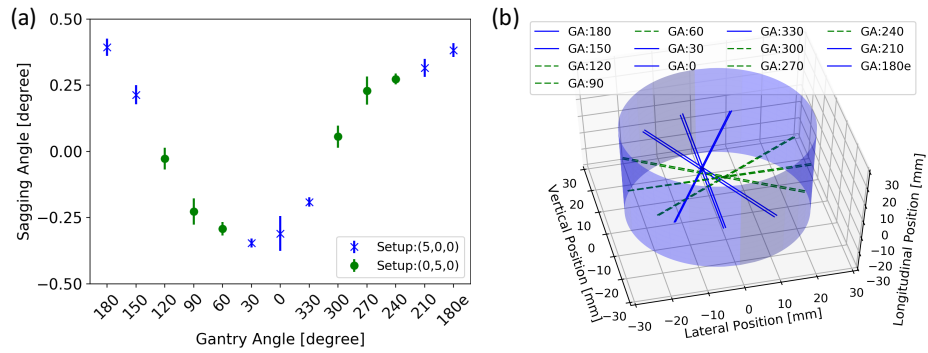 (a)
0.50
0.25
0.00
−0.25
−0.50
Sagging Angle [degree]
Setup:(5,0,0)
Setup:(0,5,0)
180
150
120
90
60
30
0
330
300
270
240
210
180e
Gantry Angle [degree]
(b)
GA:180
GA:150
GA:120
GA:90
GA:60
GA:30
GA:0
GA:330
GA:300
GA:270
GA:240
GA:210
GA:180e
Vertical Position [mm]
30
20
10
0
−10
−20
−30
−30
−20
−10
0
10
20
30
Lateral Position [mm]
30
20
10
0
−10
−20
−30
Longitudinal Position [mm]